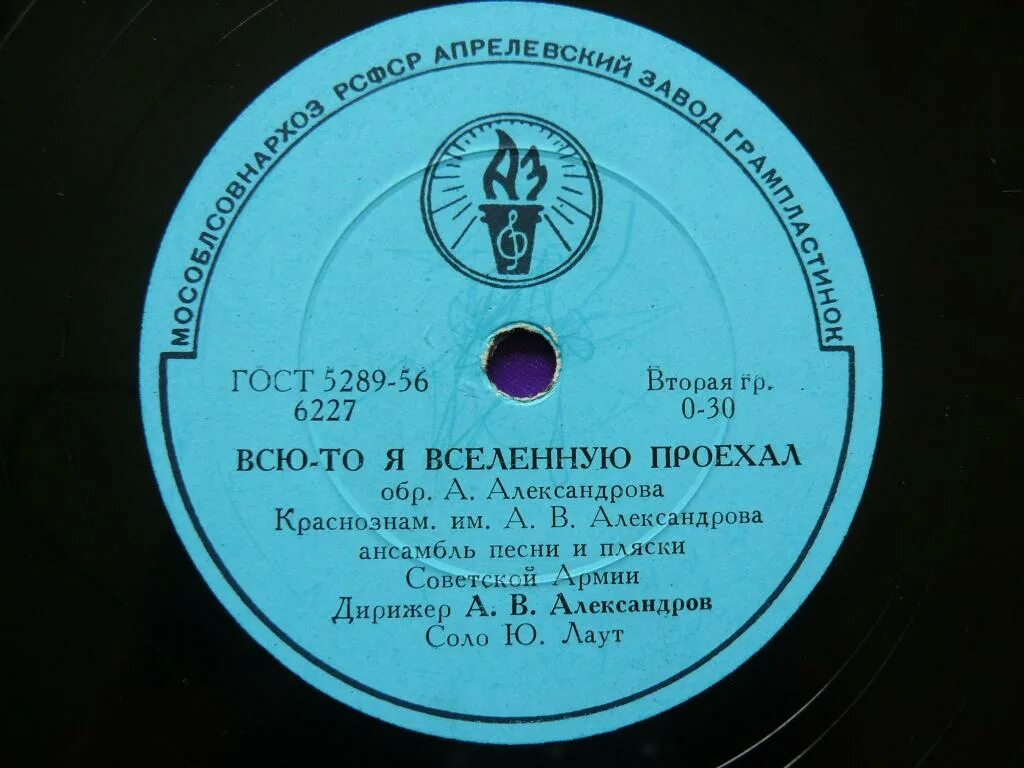 МОСОБЛСОВНАРХОЗ РСФСР АПРЕЛЕВСКИЙ ЗАВОД ГРАМПЛАСТИНОК
АЗ
ГОСТ 5289-56
6227
Вторая гр.
0-30
ВСЮ-ТО Я ВСЕЛЕННУЮ ПРОЕХАЛ
обр. А. Александрова
Краснознам. им. А. В. Александрова
ансамбль песни и пляски
Советской Армии
Дирижер А. В. Александров
Соло Ю. Лаут